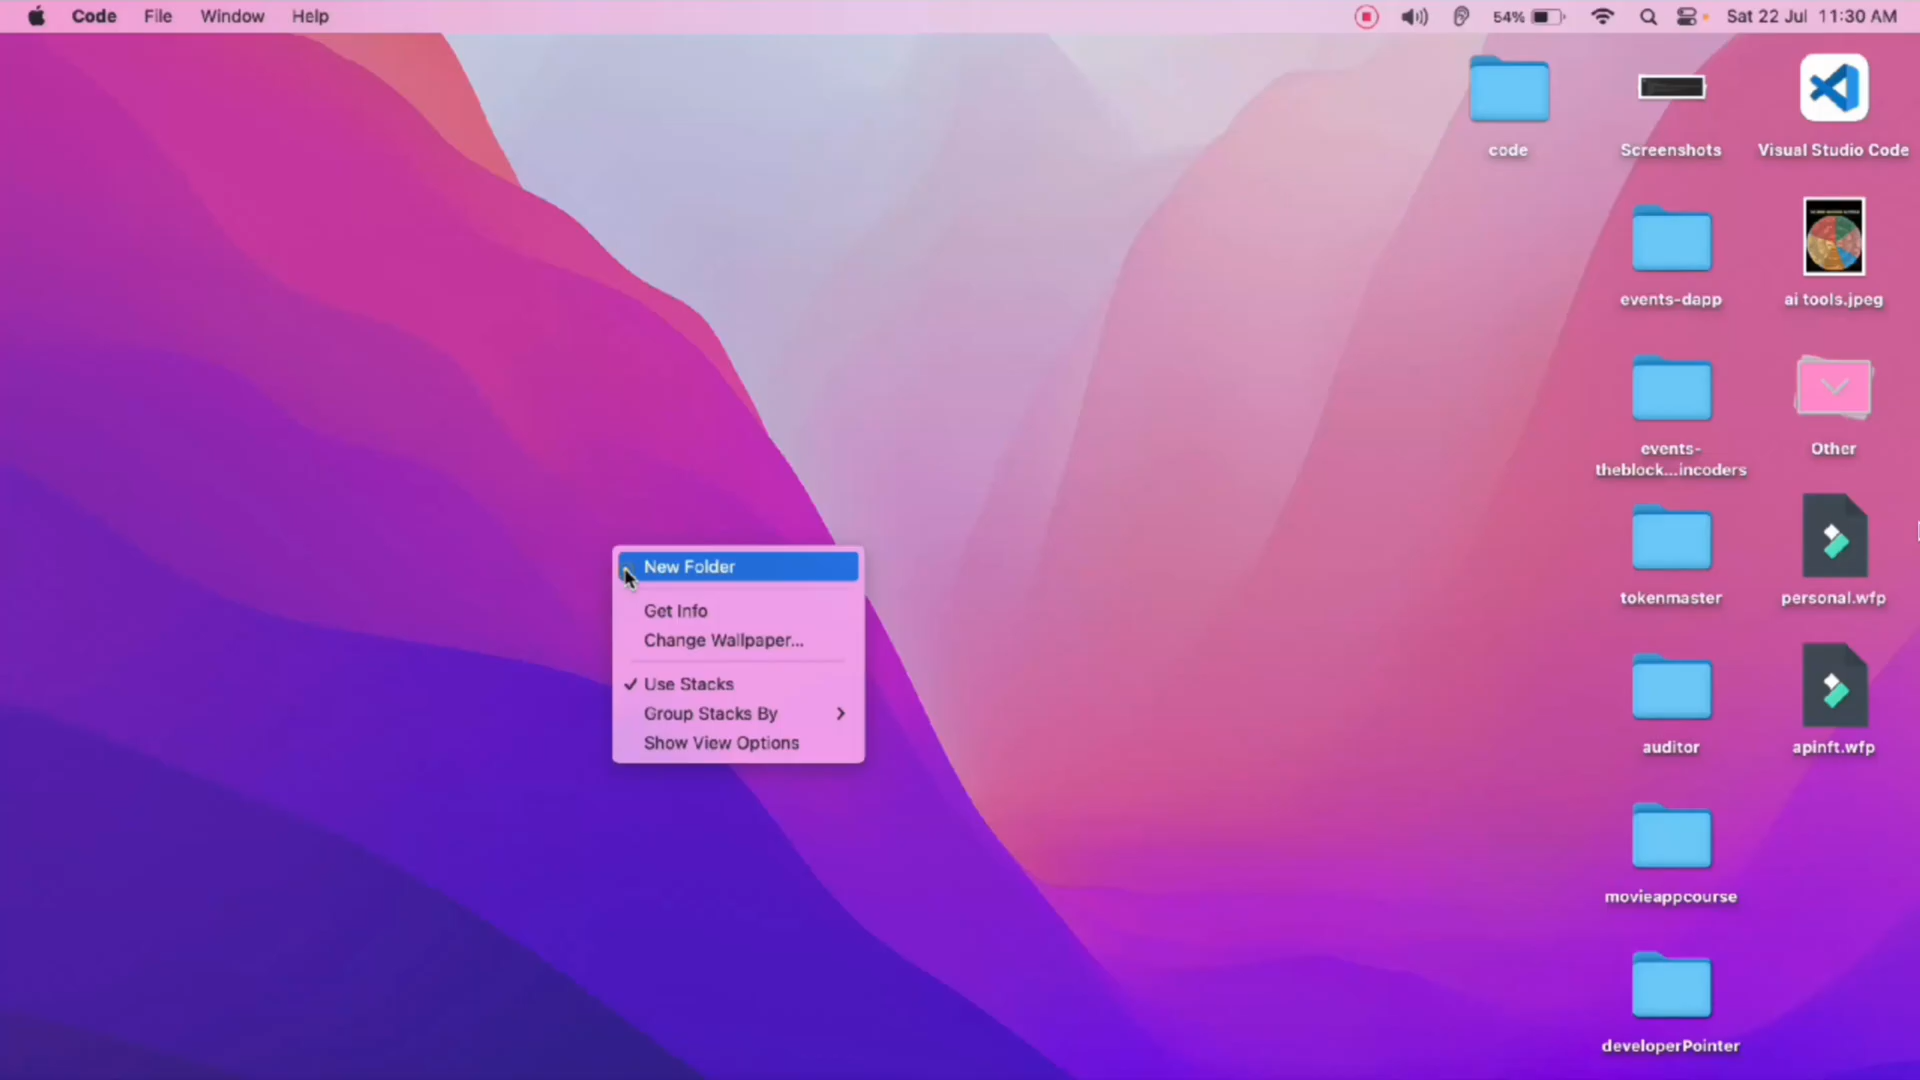 Code File Window Help 54% Sat 22 Jul 11:30 AM
code
Screenshots
Visual Studio Code
events-dapp
ai tools.jpeg
events-
theblock...incoders
Other
tokenmaster
personal.wfp
auditor
apinft.wfp
movieappcourse
developerPointer
New Folder
Get Info
Change Wallpaper...
✓ Use Stacks
Group Stacks By >
Show View Options